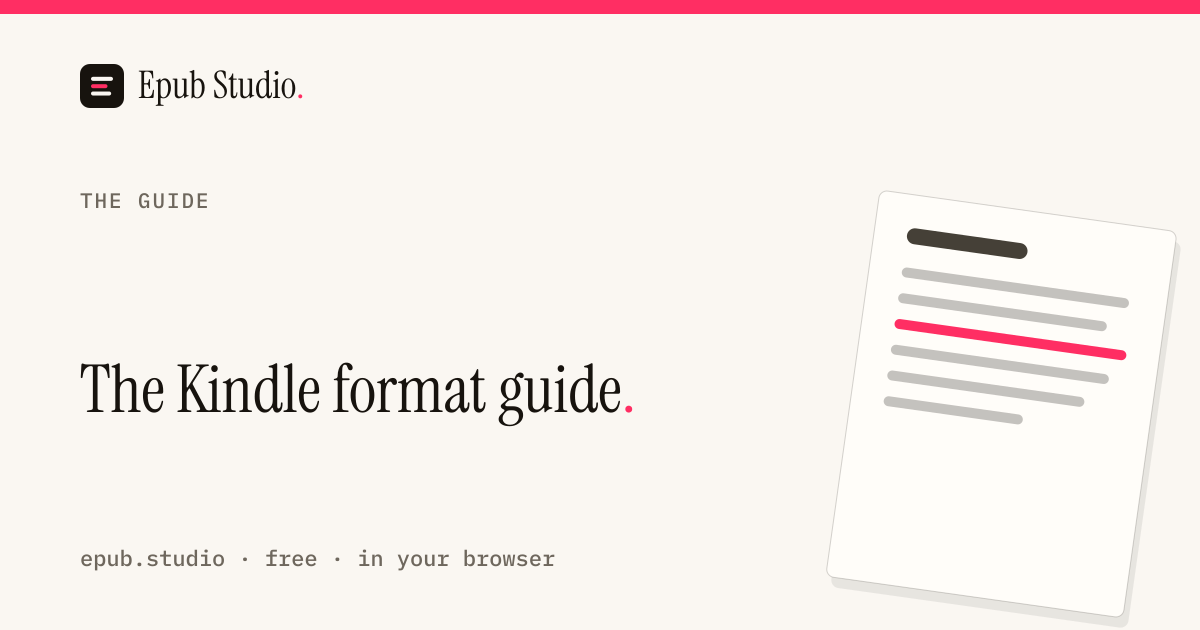 Epub Studio.
THE GUIDE
The Kindle format guide.
epub.studio · free · in your browser